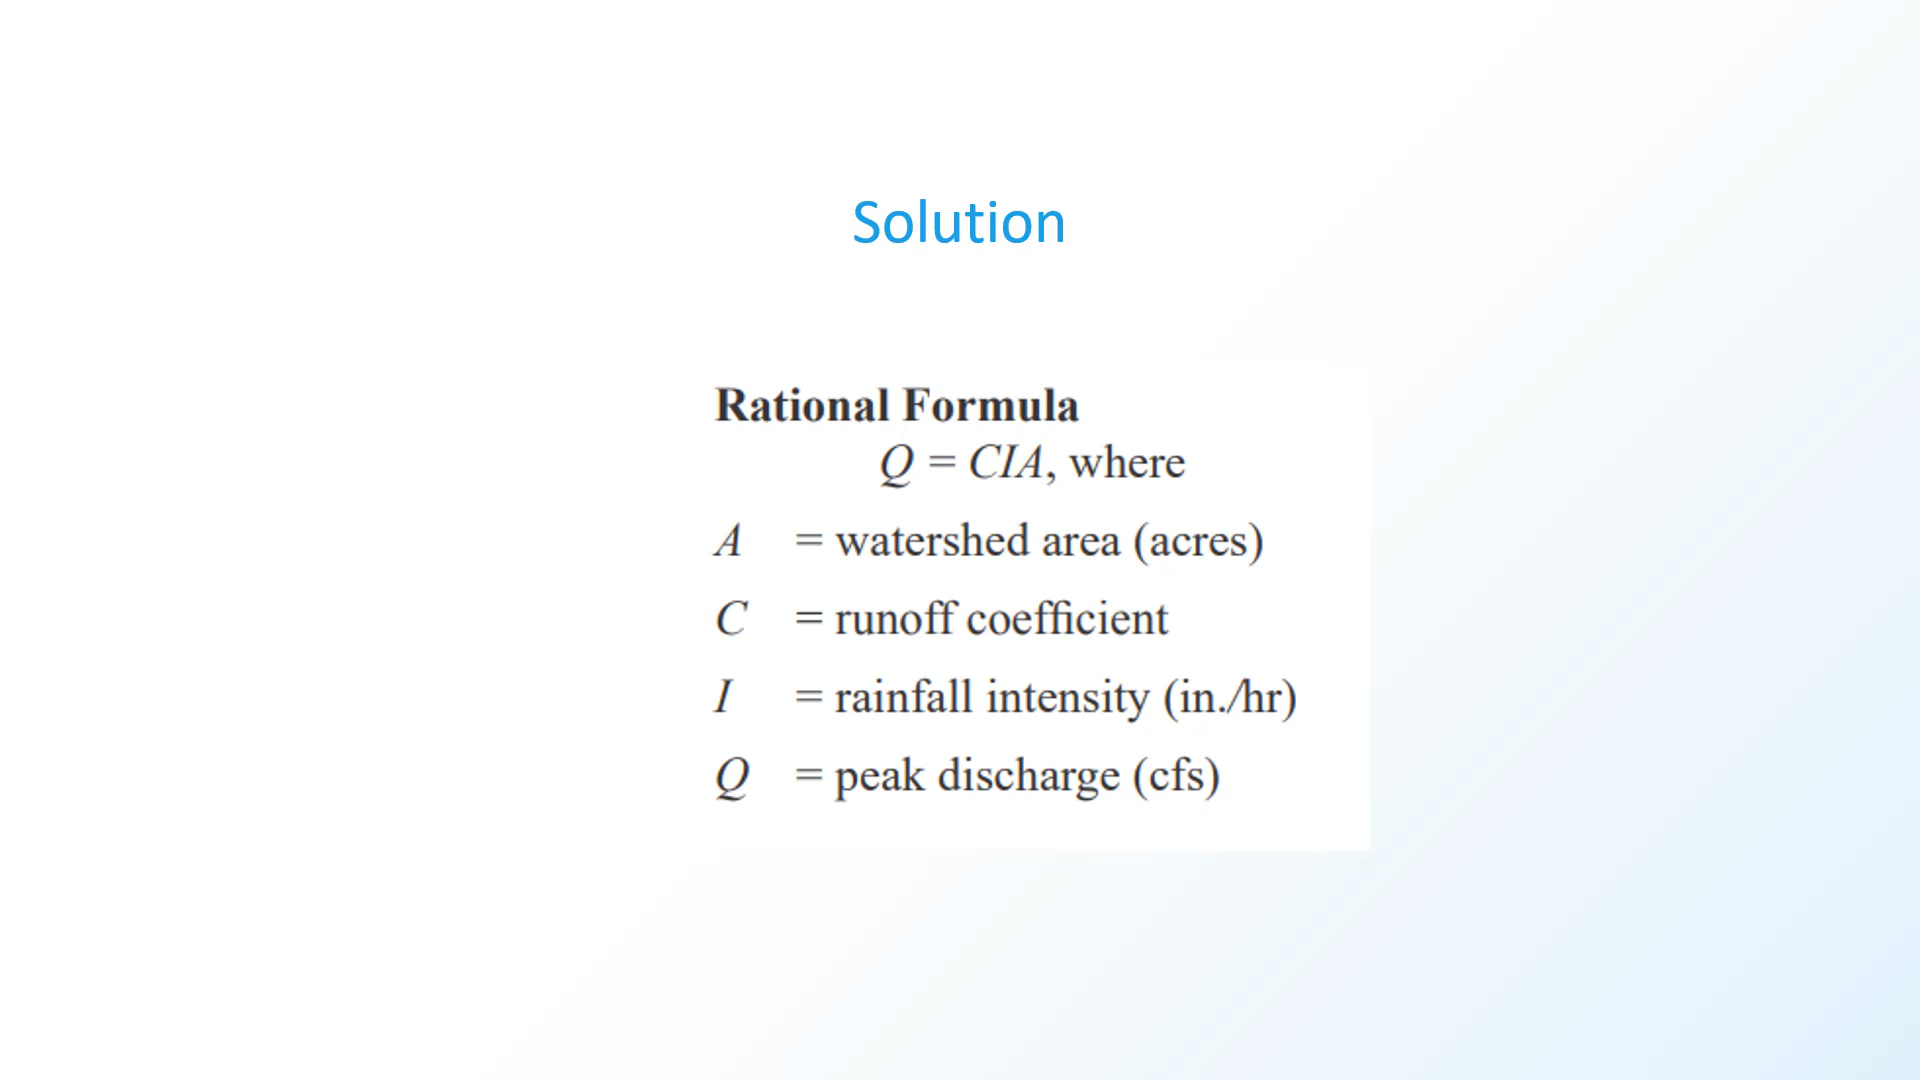 Solution
Rational Formula
Q = CIA, where
A = watershed area (acres)
C = runoff coefficient
I = rainfall intensity (in./hr)
Q = peak discharge (cfs)